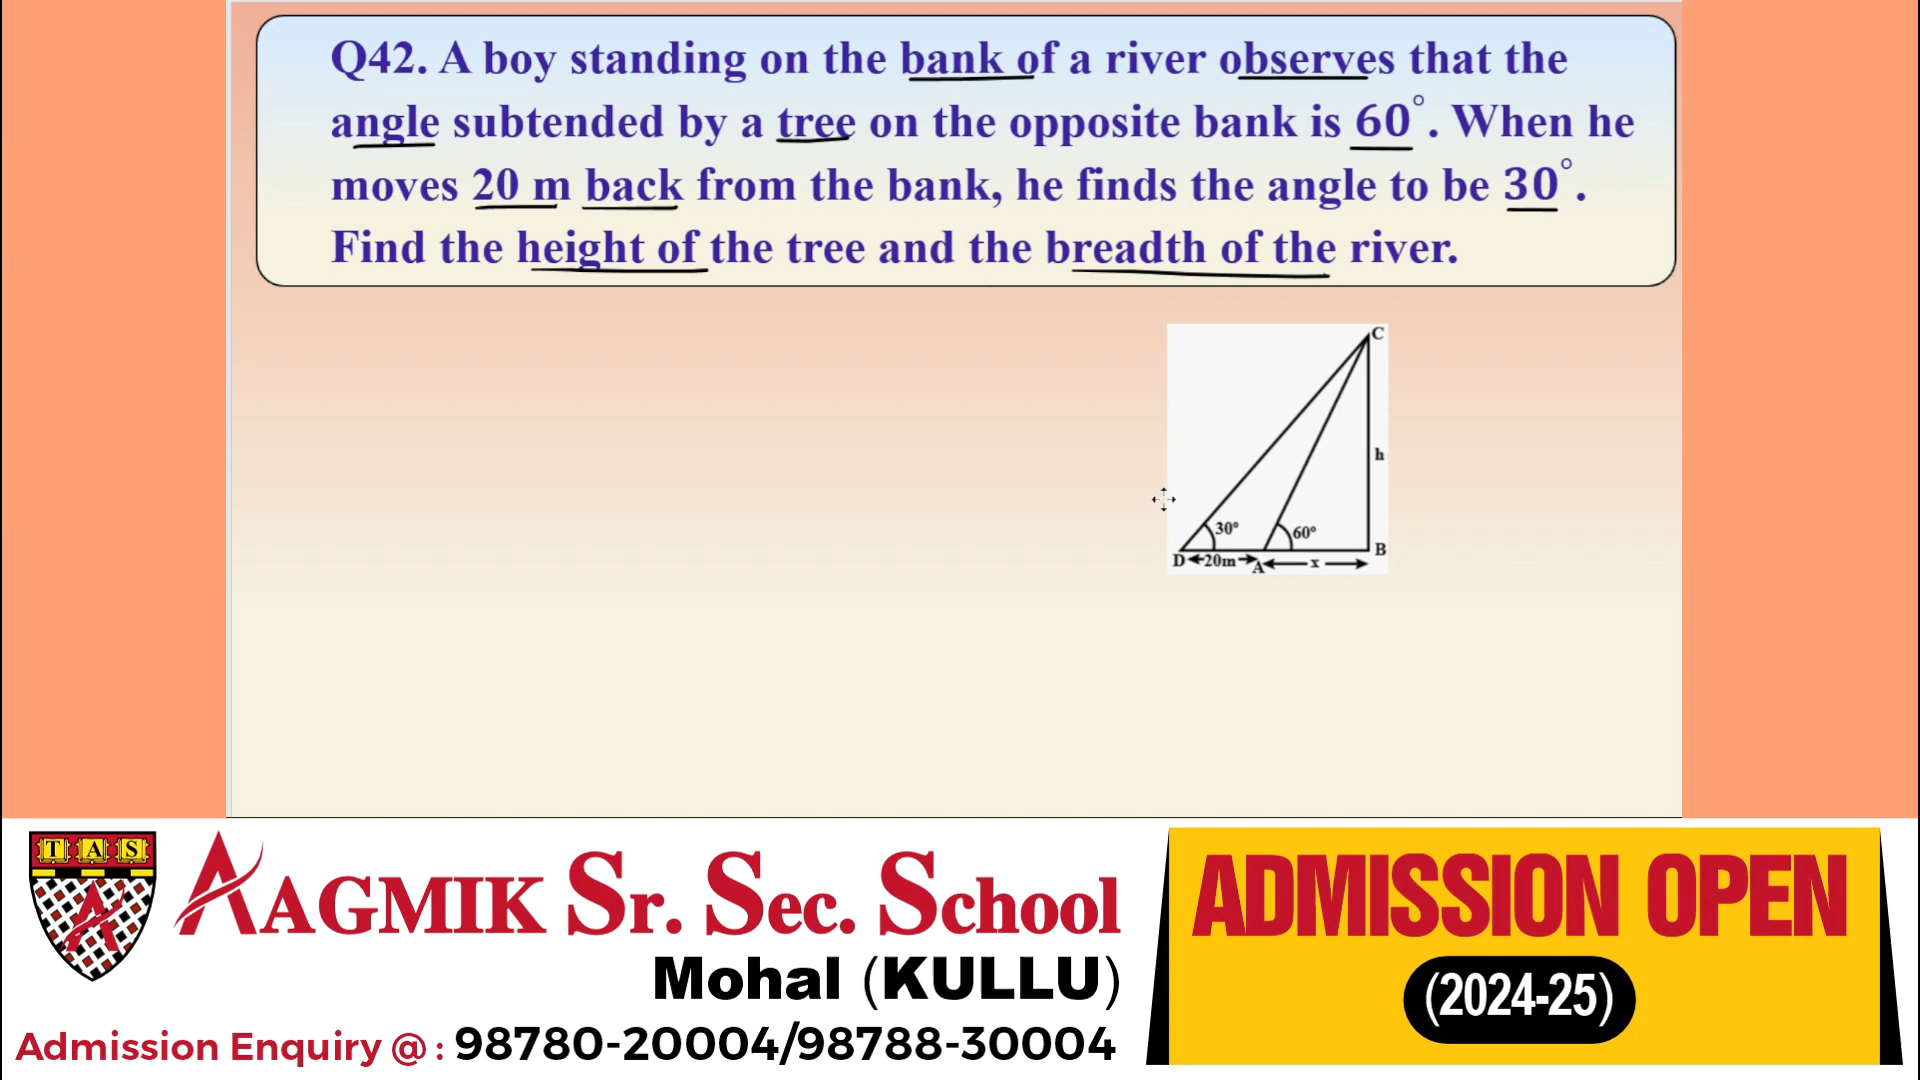 Q42. A boy standing on the bank of a river observes that the
angle subtended by a tree on the opposite bank is 60°. When he
moves 20 m back from the bank, he finds the angle to be 30°.
Find the height of the tree and the breadth of the river.
C
h
30°
60°
B
D
20m
A
x
TAS
AAGMIK Sr. Sec. School
Mohal (KULLU)
Admission Enquiry @ : 98780-20004/98788-30004
ADMISSION OPEN
(2024-25)